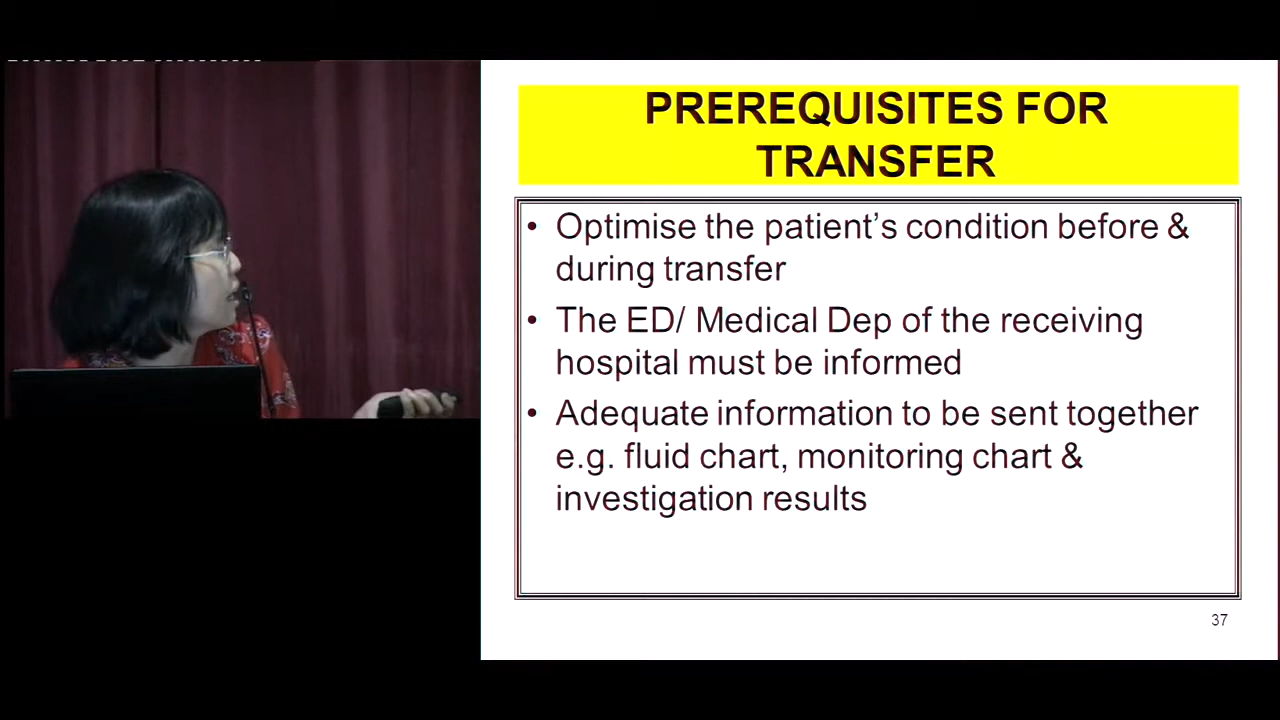 PREREQUISITES FOR
TRANSFER
• Optimise the patient’s condition before &
during transfer
• The ED/ Medical Dep of the receiving
hospital must be informed
• Adequate information to be sent together
e.g. fluid chart, monitoring chart &
investigation results
37